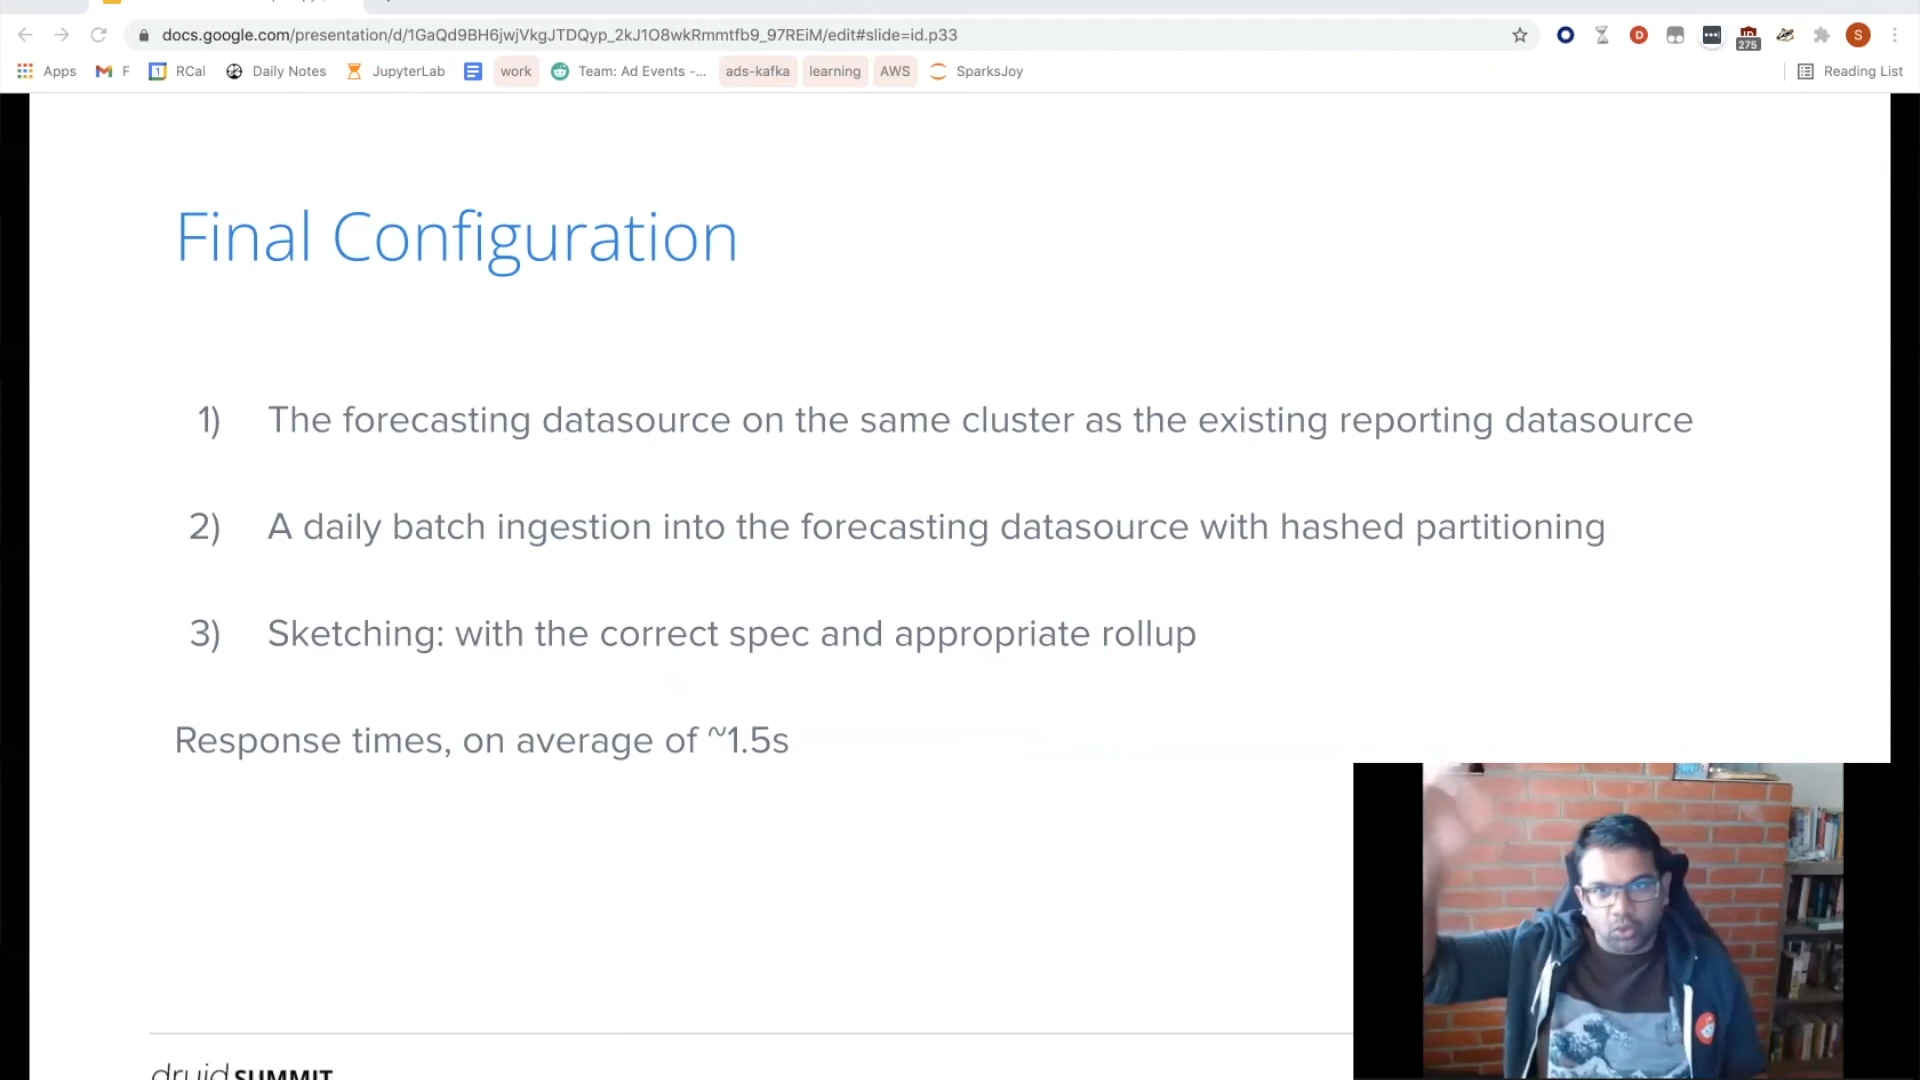 docs.google.com/presentation/d/1GaQd9BH6jwjVkgJTDQyp_2kJ1O8wkRmmtfb9_97REiM/edit#slide=id.p33
D
275
S
Apps
F
1
RCal
Daily Notes
JupyterLab
work
Team: Ad Events -...
ads-kafka
learning
AWS
SparksJoy
Reading List
Final Configuration
1) The forecasting datasource on the same cluster as the existing reporting datasource
2) A daily batch ingestion into the forecasting datasource with hashed partitioning
3) Sketching: with the correct spec and appropriate rollup
Response times, on average of ~1.5s
druid SUMMIT